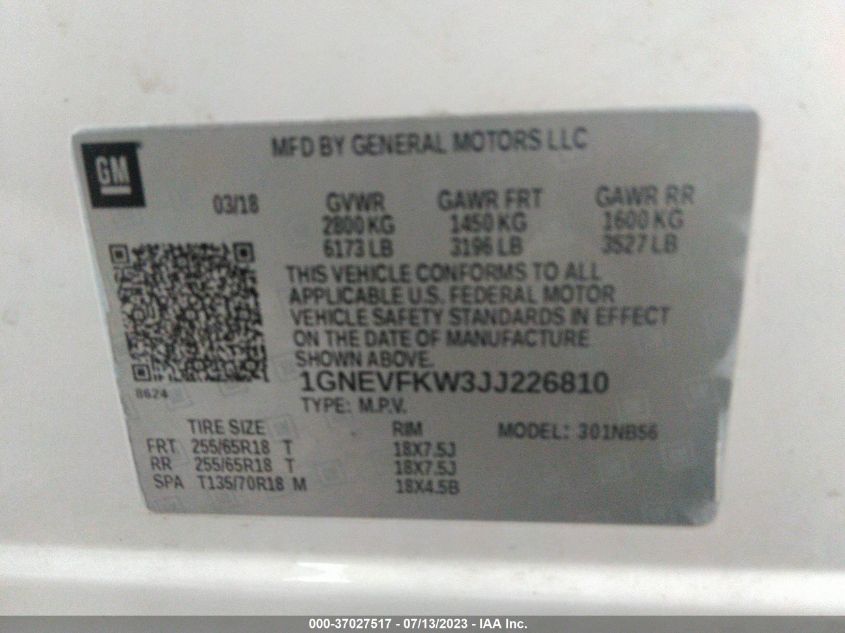 MFD BY GENERAL MOTORS LLC
GM
03/18 GVWR GAWR FRT GAWR RR
2800 KG 1450 KG 1600 KG
6173 LB 3196 LB 3527 LB
THIS VEHICLE CONFORMS TO ALL
APPLICABLE U.S. FEDERAL MOTOR
VEHICLE SAFETY STANDARDS IN EFFECT
ON THE DATE OF MANUFACTURE
SHOWN ABOVE.
1GNEVFKW3JJ226810
8624
TYPE: M.P.V.
TIRE SIZE RIM MODEL: 301NB56
FRT 255/65R18 T 18X7.5J
RR 255/65R18 T 18X7.5J
SPA T135/70R18 M 18X4.5B
000-37027517 - 07/13/2023 - IAA Inc.